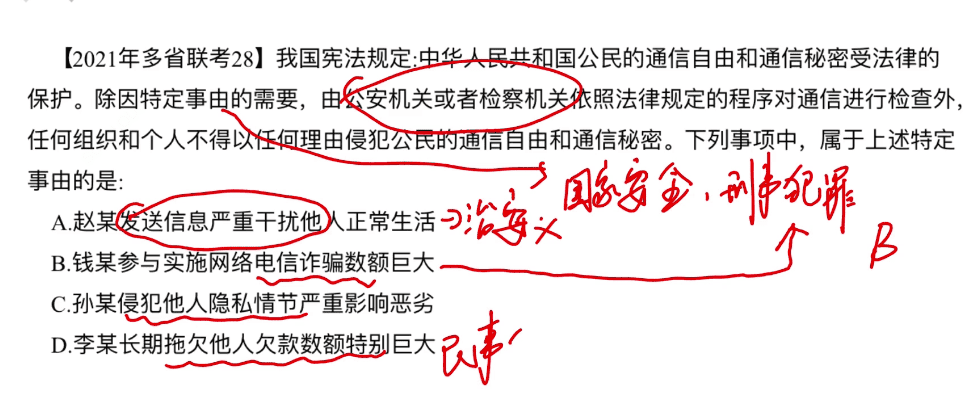 【2021年多省联考28】我国宪法规定:中华人民共和国公民的通信自由和通信秘密受法律的
保护。除因特定事由的需要，由公安机关或者检察机关依照法律规定的程序对通信进行检查外,
任何组织和个人不得以任何理由侵犯公民的通信自由和通信秘密。下列事项中，属于上述特定
事由的是:
国家安全、刑事犯罪
A.赵某发送信息严重干扰他人正常生活
治安
B
B.钱某参与实施网络电信诈骗数额巨大
C.孙某侵犯他人隐私情节严重影响恶劣
D.李某长期拖欠他人欠款数额特别巨大
民事